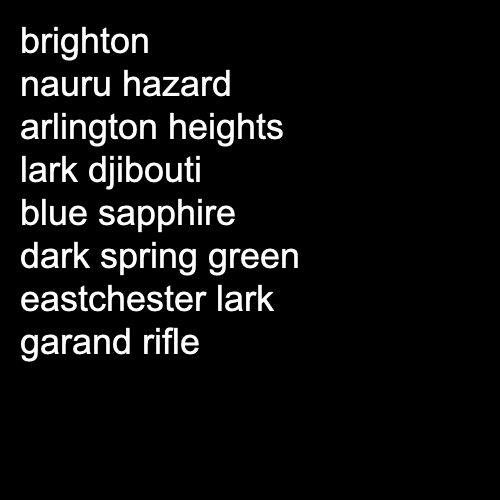 brighton
nauru hazard
arlington heights
lark djibouti
blue sapphire
dark spring green
eastchester lark
garand rifle